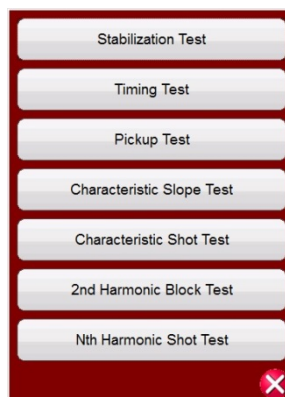 Stabilization Test
Timing Test
Pickup Test
Characteristic Slope Test
Characteristic Shot Test
2nd Harmonic Block Test
Nth Harmonic Shot Test